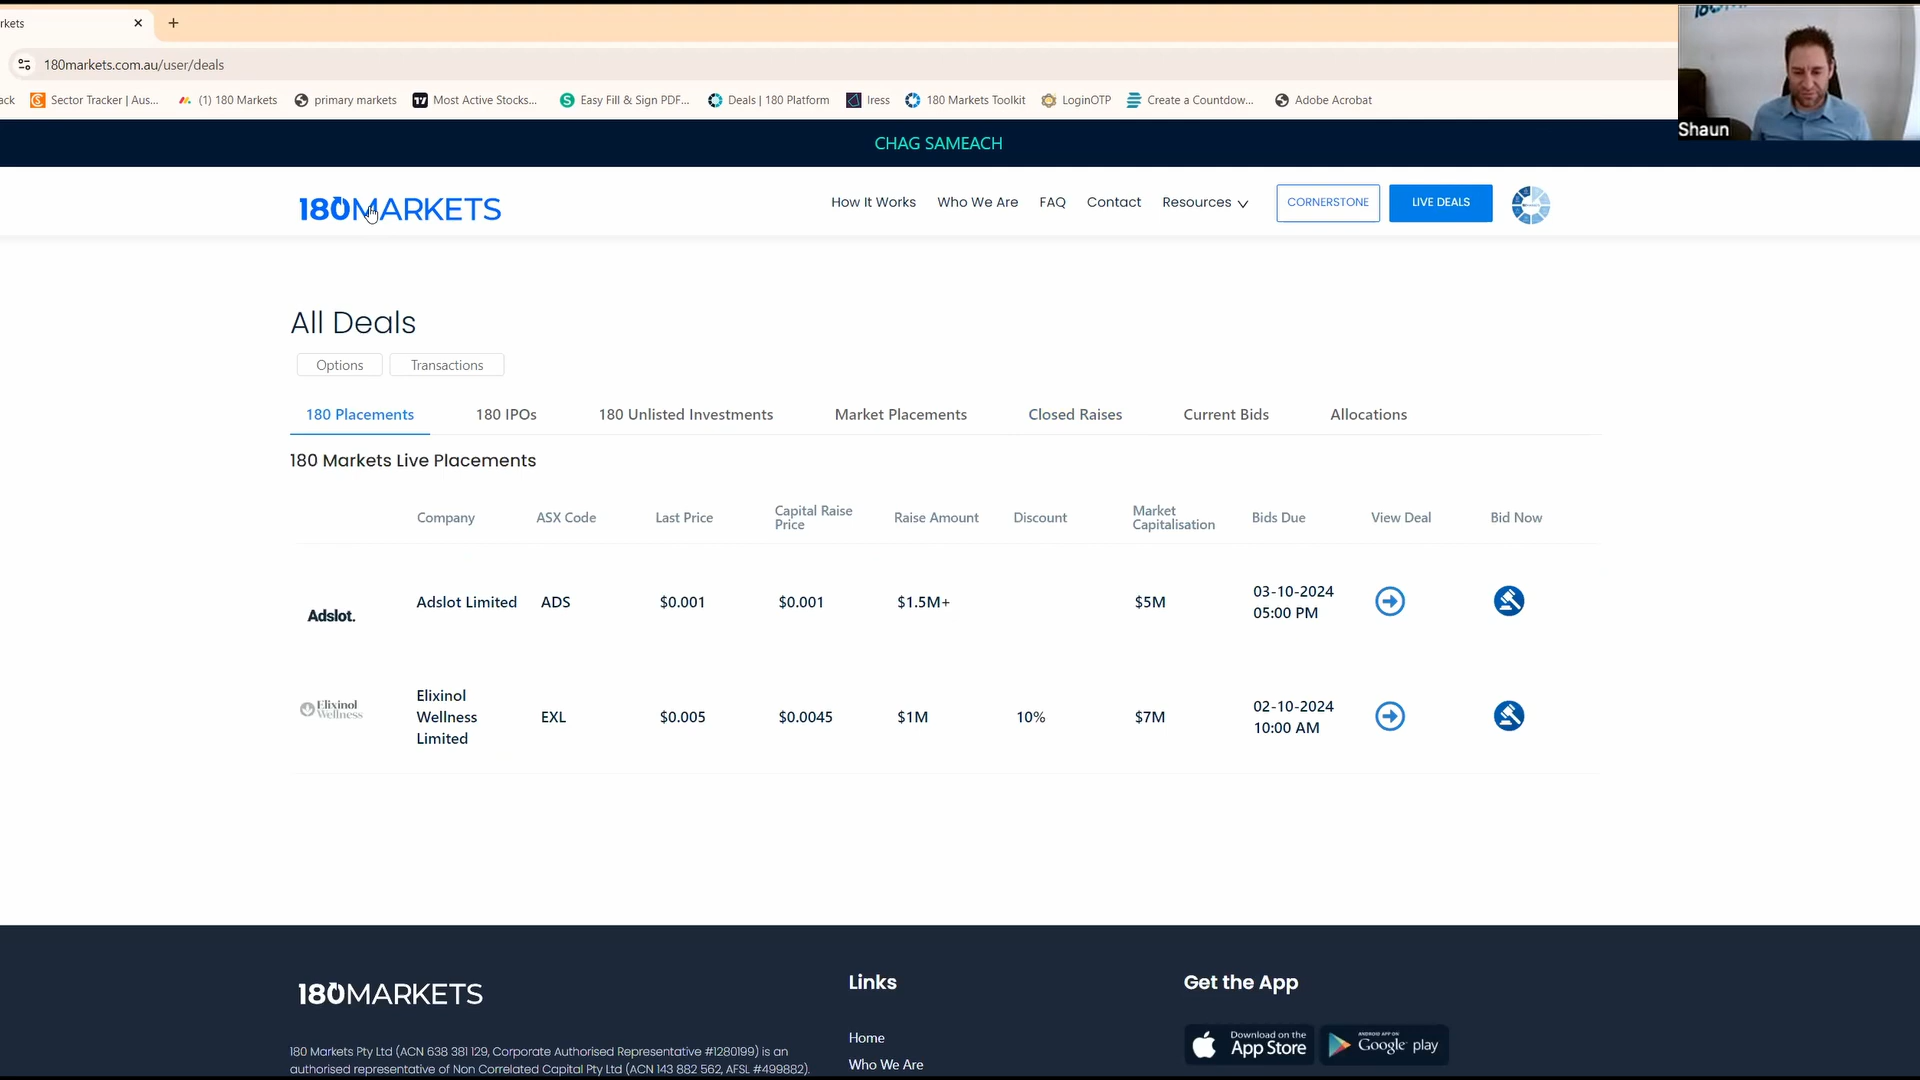 rkets
180markets.com.au/user/deals
ack
Sector Tracker | Aus...
(1) 180 Markets
primary markets
Most Active Stocks...
Easy Fill & Sign PDF...
Deals | 180 Platform
Iress
180 Markets Toolkit
LoginOTP
Create a Countdow...
Adobe Acrobat
Shaun
CHAG SAMEACH
180MARKETS
How It Works
Who We Are
FAQ
Contact
Resources
CORNERSTONE
LIVE DEALS
All Deals
Options
Transactions
180 Placements
180 IPOs
180 Unlisted Investments
Market Placements
Closed Raises
Current Bids
Allocations
180 Markets Live Placements
Company
ASX Code
Last Price
Capital Raise
Price
Raise Amount
Discount
Market
Capitalisation
Bids Due
View Deal
Bid Now
Adslot.
Adslot Limited
ADS
$0.001
$0.001
$1.5M+
$5M
03-10-2024
05:00 PM
Elixinol
Wellness
Elixinol
Wellness
Limited
EXL
$0.005
$0.0045
$1M
10%
$7M
02-10-2024
10:00 AM
180MARKETS
180 Markets Pty Ltd (ACN 638 381 129, Corporate Authorised Representative #1280199) is an
authorised representative of Non Correlated Capital Pty Ltd (ACN 143 882 562, AFSL #499882).
Links
Home
Who We Are
Get the App
Download on the
App Store
ANDROID APP ON
Google play